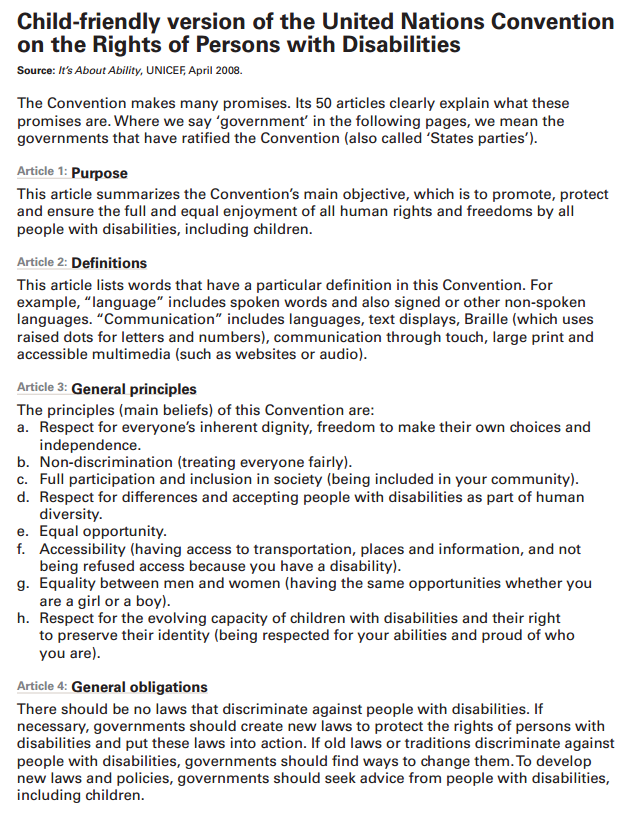 Child-friendly version of the United Nations Convention
on the Rights of Persons with Disabilities
Source: It's About Ability, UNICEF, April 2008.
The Convention makes many promises. Its 50 articles clearly explain what these
promises are. Where we say ‘government’ in the following pages, we mean the
governments that have ratified the Convention (also called ‘States parties’).
Article 1: Purpose
This article summarizes the Convention’s main objective, which is to promote, protect
and ensure the full and equal enjoyment of all human rights and freedoms by all
people with disabilities, including children.
Article 2: Definitions
This article lists words that have a particular definition in this Convention. For
example, “language” includes spoken words and also signed or other non-spoken
languages. “Communication” includes languages, text displays, Braille (which uses
raised dots for letters and numbers), communication through touch, large print and
accessible multimedia (such as websites or audio).
Article 3: General principles
The principles (main beliefs) of this Convention are:
a. Respect for everyone’s inherent dignity, freedom to make their own choices and
independence.
b. Non-discrimination (treating everyone fairly).
c. Full participation and inclusion in society (being included in your community).
d. Respect for differences and accepting people with disabilities as part of human
diversity.
e. Equal opportunity.
f. Accessibility (having access to transportation, places and information, and not
being refused access because you have a disability).
g. Equality between men and women (having the same opportunities whether you
are a girl or a boy).
h. Respect for the evolving capacity of children with disabilities and their right
to preserve their identity (being respected for your abilities and proud of who
you are).
Article 4: General obligations
There should be no laws that discriminate against people with disabilities. If
necessary, governments should create new laws to protect the rights of persons with
disabilities and put these laws into action. If old laws or traditions discriminate against
people with disabilities, governments should find ways to change them. To develop
new laws and policies, governments should seek advice from people with disabilities,
including children.